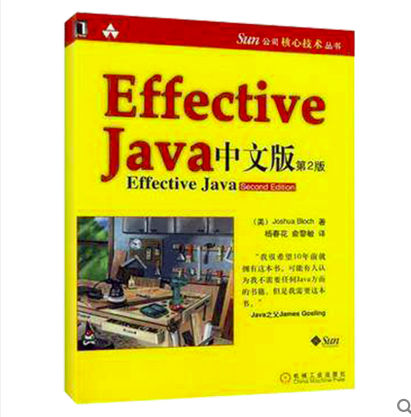 Sun 公司 核心技术 丛书
Effective
Java 中文版 第2版
Effective Java Second Edition
(美) Joshua Bloch 著
杨春花 俞黎敏 译
“我很希望10年前就
拥有这本书。可能有人认
为我不需要任何Java方面
的书籍，但是我需要这本
书。”
Java之父James Gosling
Sun
机械工业出版社
China Machine Press